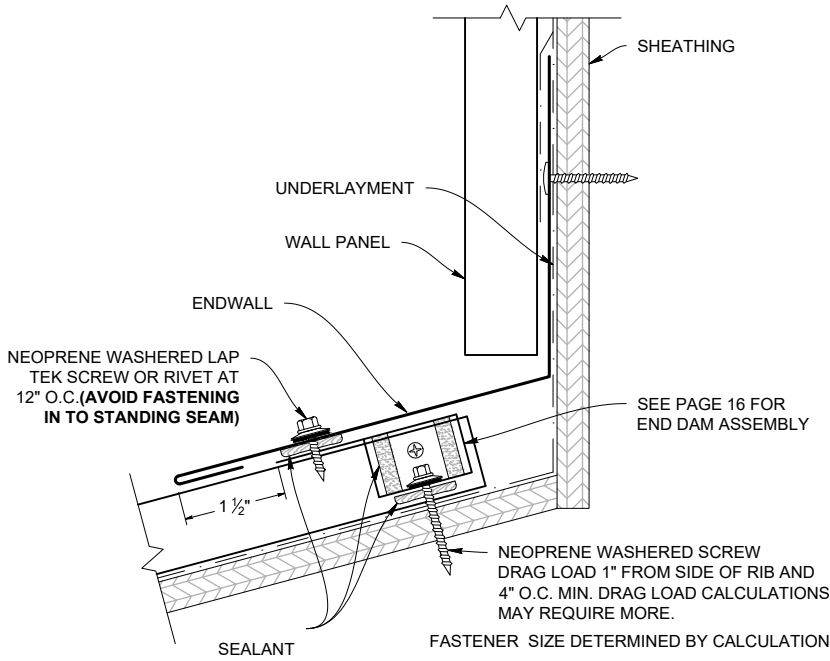 SHEATHING
UNDERLAYMENT
WALL PANEL
ENDWALL
NEOPRENE WASHERED LAP
TEK SCREW OR RIVET AT
12" O.C.(AVOID FASTENING
IN TO STANDING SEAM)
SEE PAGE 16 FOR
END DAM ASSEMBLY
1 ½"
NEOPRENE WASHERED SCREW
DRAG LOAD 1" FROM SIDE OF RIB AND
4" O.C. MIN. DRAG LOAD CALCULATIONS
MAY REQUIRE MORE.
SEALANT
FASTENER SIZE DETERMINED BY CALCULATION